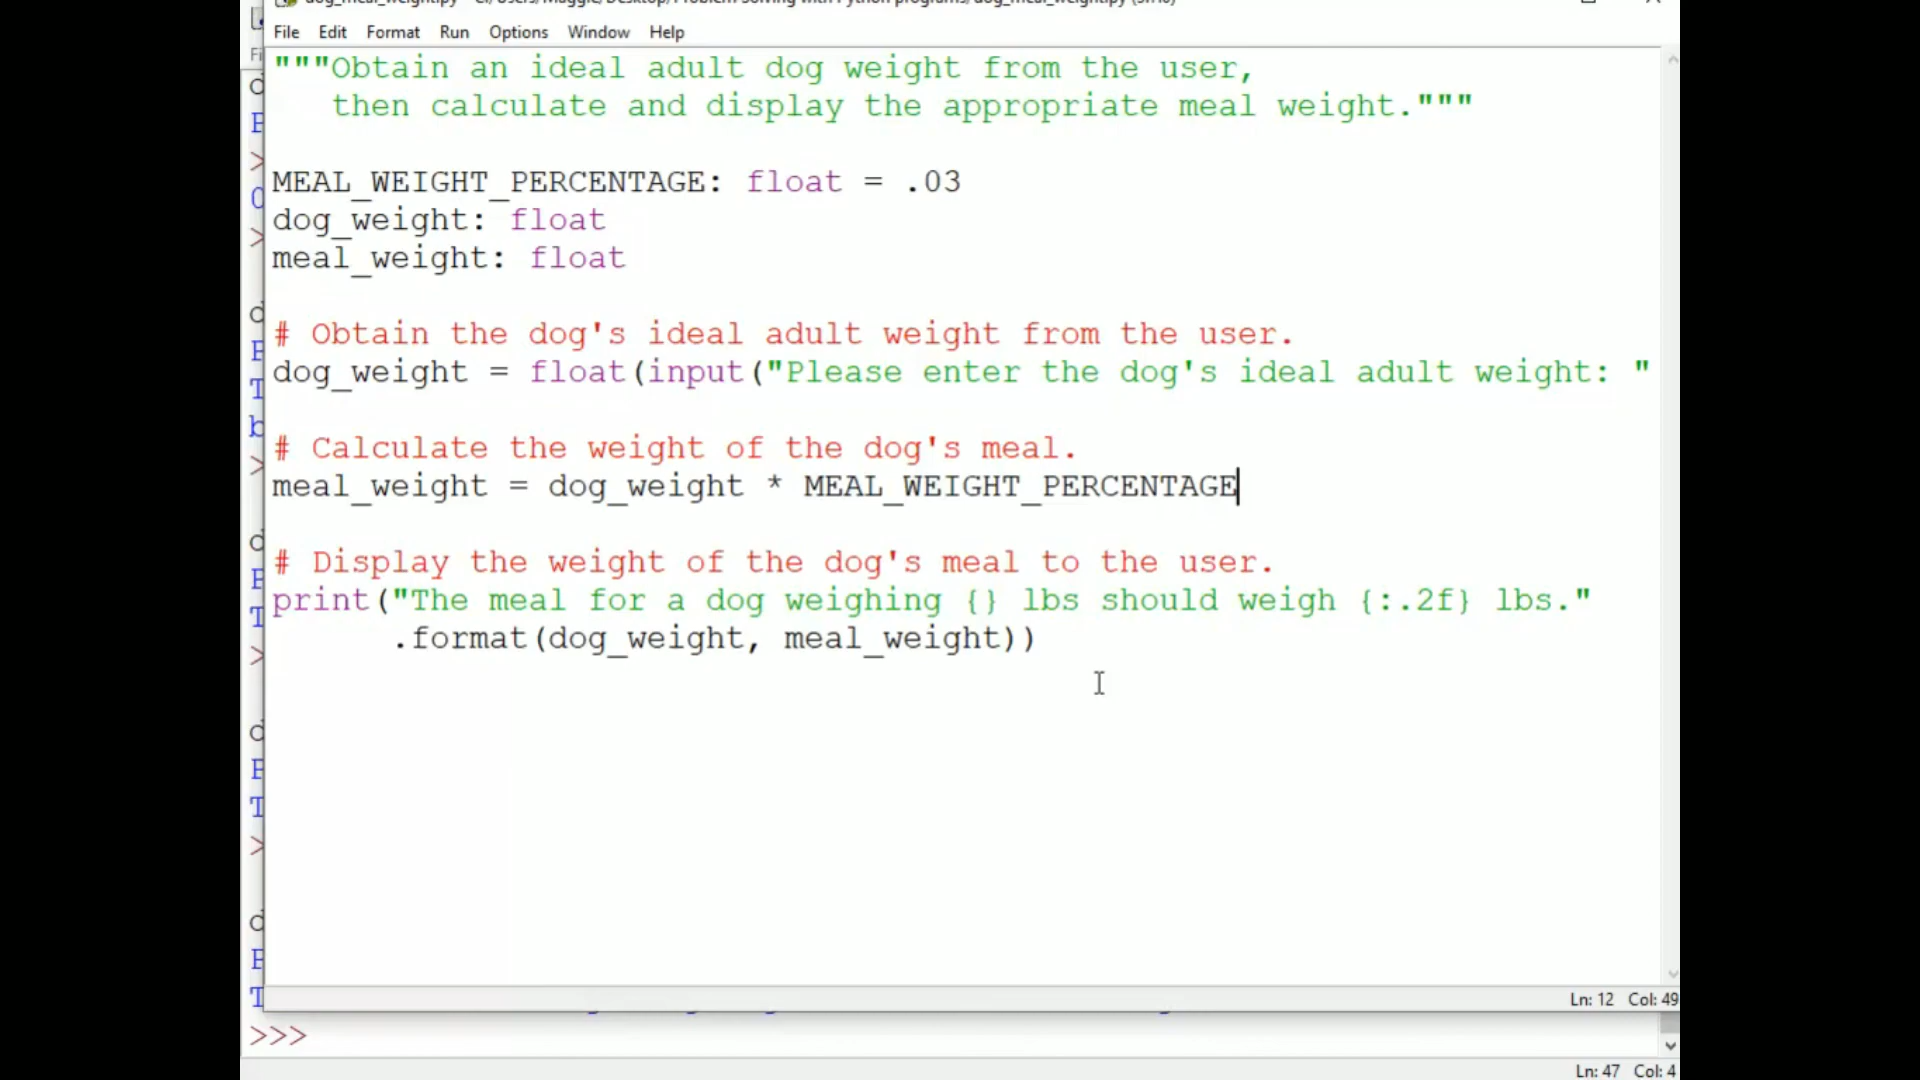 File Edit Format Run Options Window Help
"""Obtain an ideal adult dog weight from the user,
then calculate and display the appropriate meal weight."""
MEAL_WEIGHT_PERCENTAGE: float = .03
dog_weight: float
meal_weight: float
# Obtain the dog's ideal adult weight from the user.
dog_weight = float(input("Please enter the dog's ideal adult weight: "
# Calculate the weight of the dog's meal.
meal_weight = dog_weight * MEAL_WEIGHT_PERCENTAGE
# Display the weight of the dog's meal to the user.
print("The meal for a dog weighing {} lbs should weigh {:.2f} lbs."
.format(dog_weight, meal_weight))
Ln: 12 Col: 49
>>>
Ln: 47 Col: 4